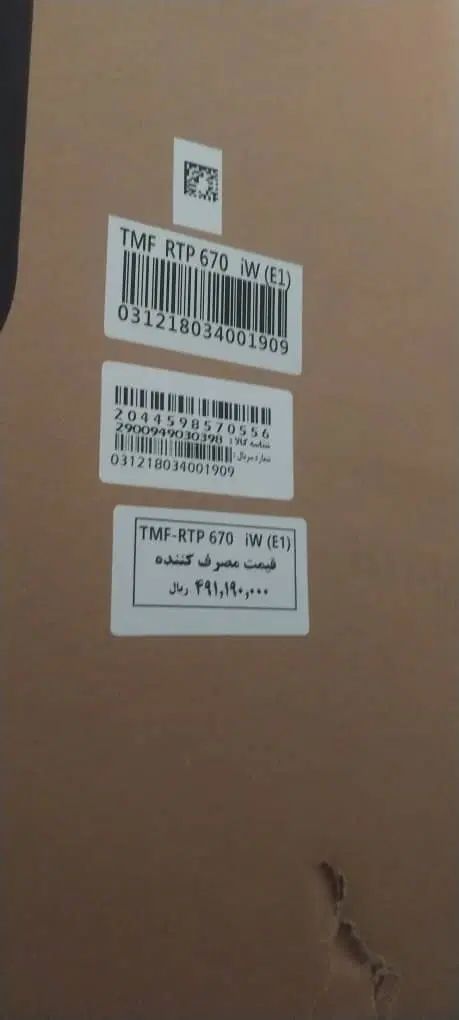 TMF RTP 670 iW (E1)
031218034001909
2044598570556
شناسه کالا: 2900949030398
شماره سریال:
031218034001909
TMF-RTP 670 iW (E1)
قیمت مصرف کننده
۴۹۱,۱۹۰,۰۰۰ ریال